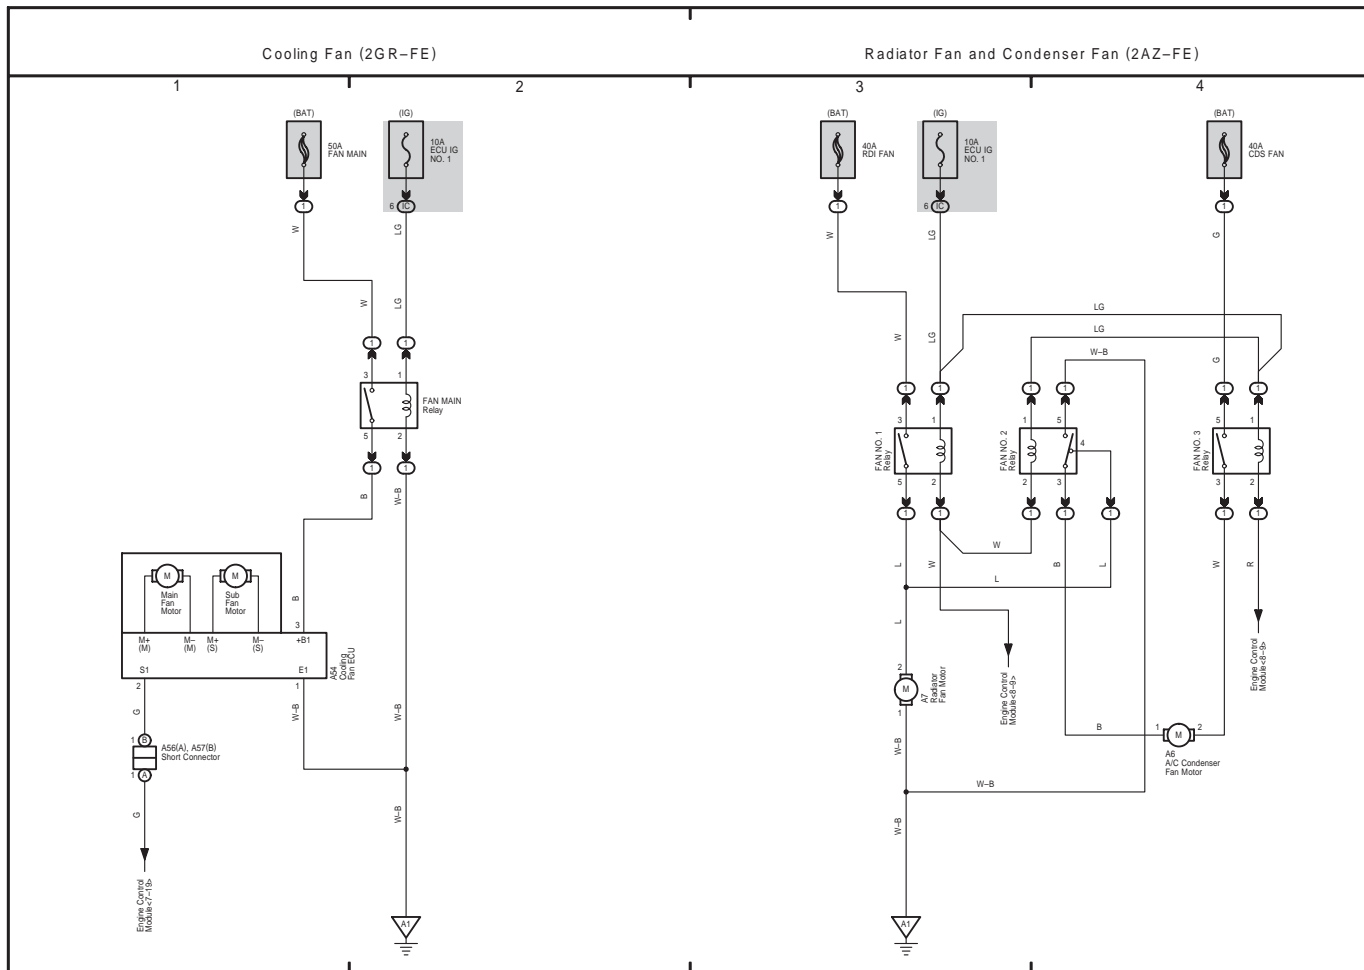 Cooling Fan (2GR–FE)
Radiator Fan and Condenser Fan (2AZ–FE)
1
2
3
4
(BAT)
(IG)
50A
FAN MAIN
10A
ECU IG
NO. 1
1
6
IC
W
LG
W
LG
1
1
3
1
FAN MAIN
Relay
5
2
1
1
B
W–B
B
3
M
M
Main
Fan
Motor
Sub
Fan
Motor
M+
(M)
M–
(M)
M+
(S)
M–
(S)
+B1
S1
E1
A54
Cooling
Fan ECU
2
1
G
W–B
W–B
1
B
A56(A), A57(B)
Short Connector
1
A
G
W–B
Engine Control
Module<7–19>
A1
(BAT)
(IG)
(BAT)
40A
RDI FAN
10A
ECU IG
NO. 1
40A
CDS FAN
1
6
IC
1
W
LG
G
LG
LG
W
LG
W–B
G
1
1
1
1
1
1
3
1
1
5
5
1
FAN NO. 1
Relay
FAN NO. 2
Relay
4
FAN NO. 3
Relay
5
2
2
3
3
2
1
1
1
1
1
1
1
W
L
W
B
L
W
R
L
L
2
M
A7
Radiator
Fan Motor
1
Engine Control
Module<8–9>
Engine Control
Module<8–9>
B
1
M
2
A6
A/C Condenser
Fan Motor
W–B
W–B
W–B
A1